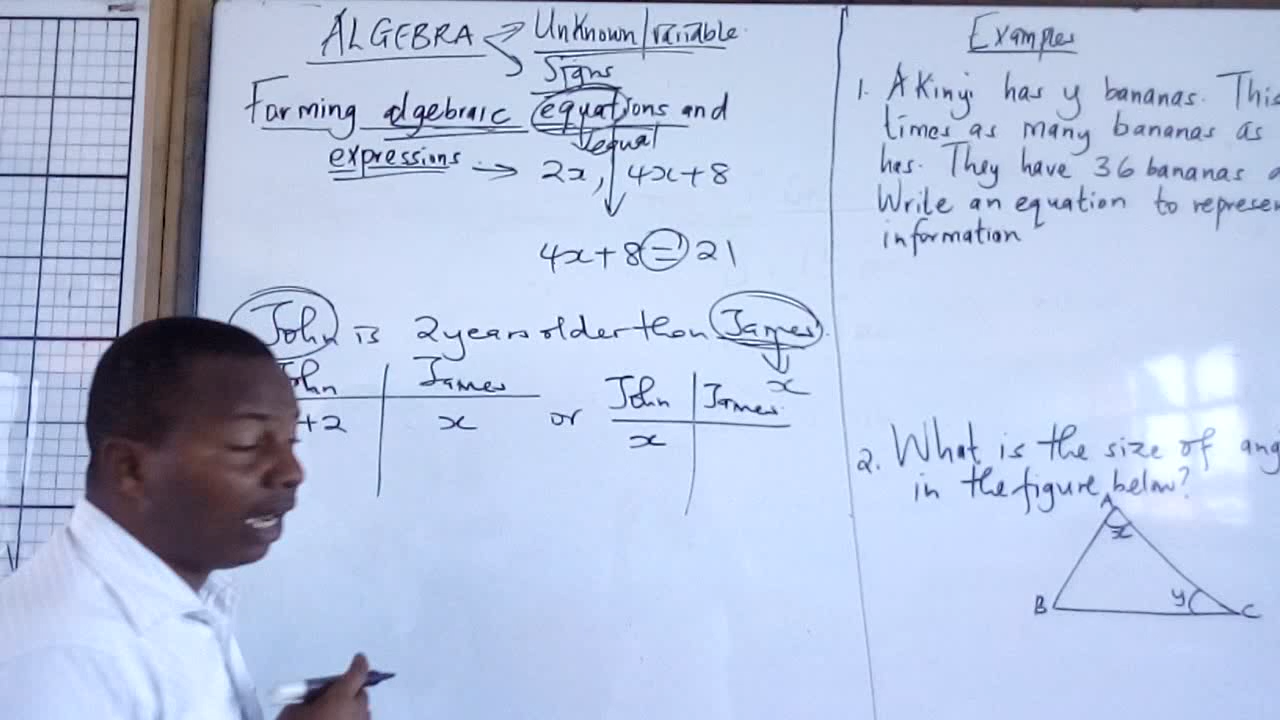 ALGEBRA
Unknown/variable
Signs
Forming algebraic equations and
equal
expressions → 2x, 4x+8
4x+8=21
John is 2 years older than James.
x
John James
+2 x
or
John James
x
Examples
1. Akinyi has y bananas. This
times as many bananas as
has. They have 36 bananas
Write an equation to represen
information
2. What is the size of ang
in the figure below?
A
x
B y C